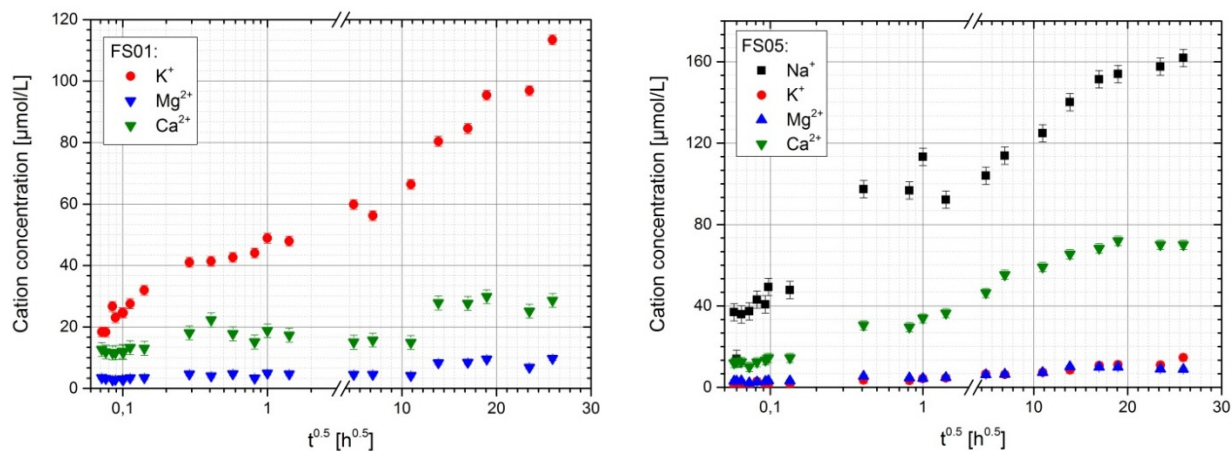 FS01:
K⁺
Mg²⁺
Ca²⁺
Cation concentration [µmol/L]
120
100
80
60
40
20
0
0,1
1
10
20
30
t⁰·⁵ [h⁰·⁵]
FS05:
Na⁺
K⁺
Mg²⁺
Ca²⁺
Cation concentration [µmol/L]
160
120
80
40
0
0,1
1
10
20
30
t⁰·⁵ [h⁰·⁵]